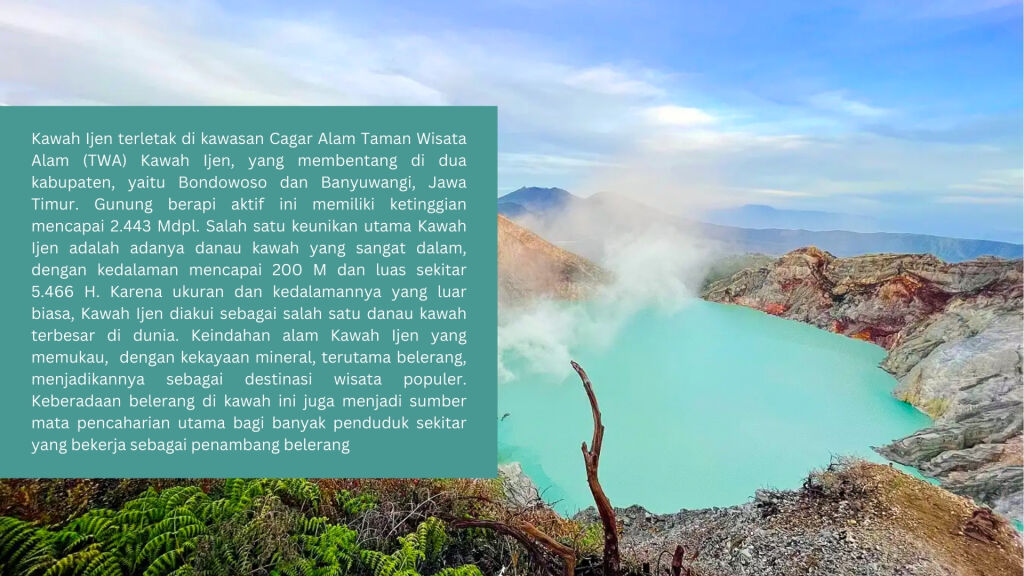 Kawah Ijen terletak di kawasan Cagar Alam Taman Wisata
Alam (TWA) Kawah Ijen, yang membentang di dua
kabupaten, yaitu Bondowoso dan Banyuwangi, Jawa
Timur. Gunung berapi aktif ini memiliki ketinggian
mencapai 2.443 Mdpl. Salah satu keunikan utama Kawah
Ijen adalah adanya danau kawah yang sangat dalam,
dengan kedalaman mencapai 200 M dan luas sekitar
5.466 H. Karena ukuran dan kedalamannya yang luar
biasa, Kawah Ijen diakui sebagai salah satu danau kawah
terbesar di dunia. Keindahan alam Kawah Ijen yang
memukau, dengan kekayaan mineral, terutama belerang,
menjadikannya sebagai destinasi wisata populer.
Keberadaan belerang di kawah ini juga menjadi sumber
mata pencaharian utama bagi banyak penduduk sekitar
yang bekerja sebagai penambang belerang